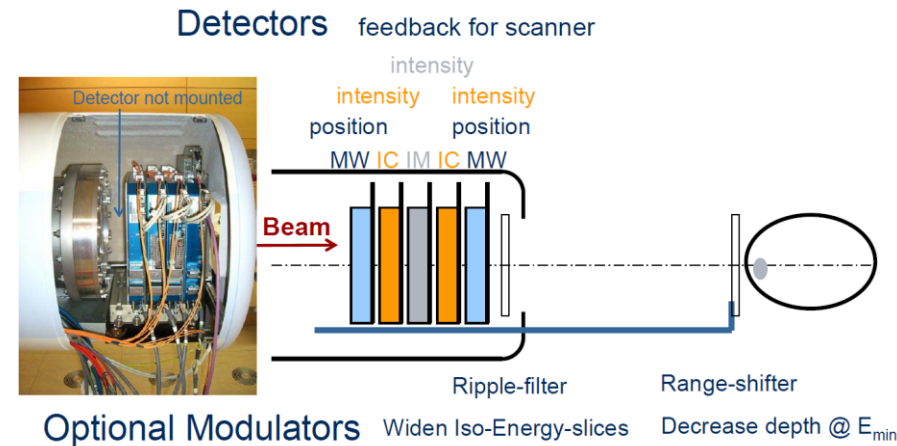 Detectors feedback for scanner
intensity
Detector not mounted
intensity intensity
position position
MW IC IM IC MW
Beam
Ripple-filter Range-shifter
Optional Modulators Widen Iso-Energy-slices Decrease depth @ Emin